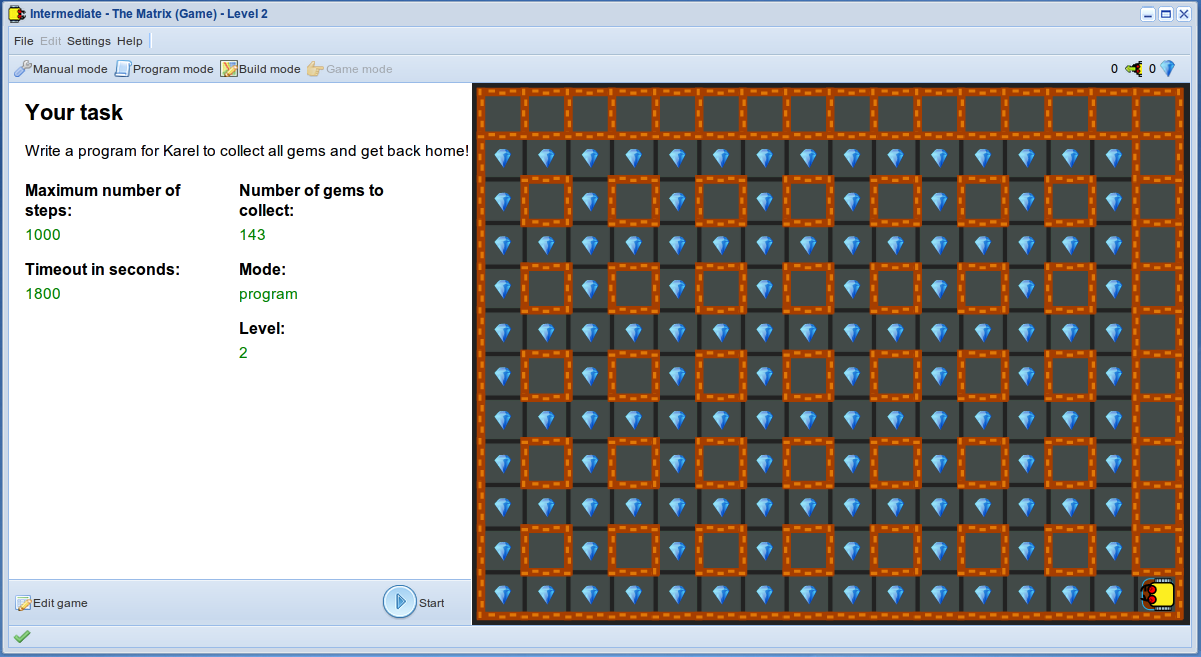 Intermediate - The Matrix (Game) - Level 2
File Edit Settings Help
Manual mode Program mode Build mode Game mode 0 0
Your task
Write a program for Karel to collect all gems and get back home!
Maximum number of steps:
1000
Number of gems to collect:
143
Timeout in seconds:
1800
Mode:
program
Level:
2
Edit game Start